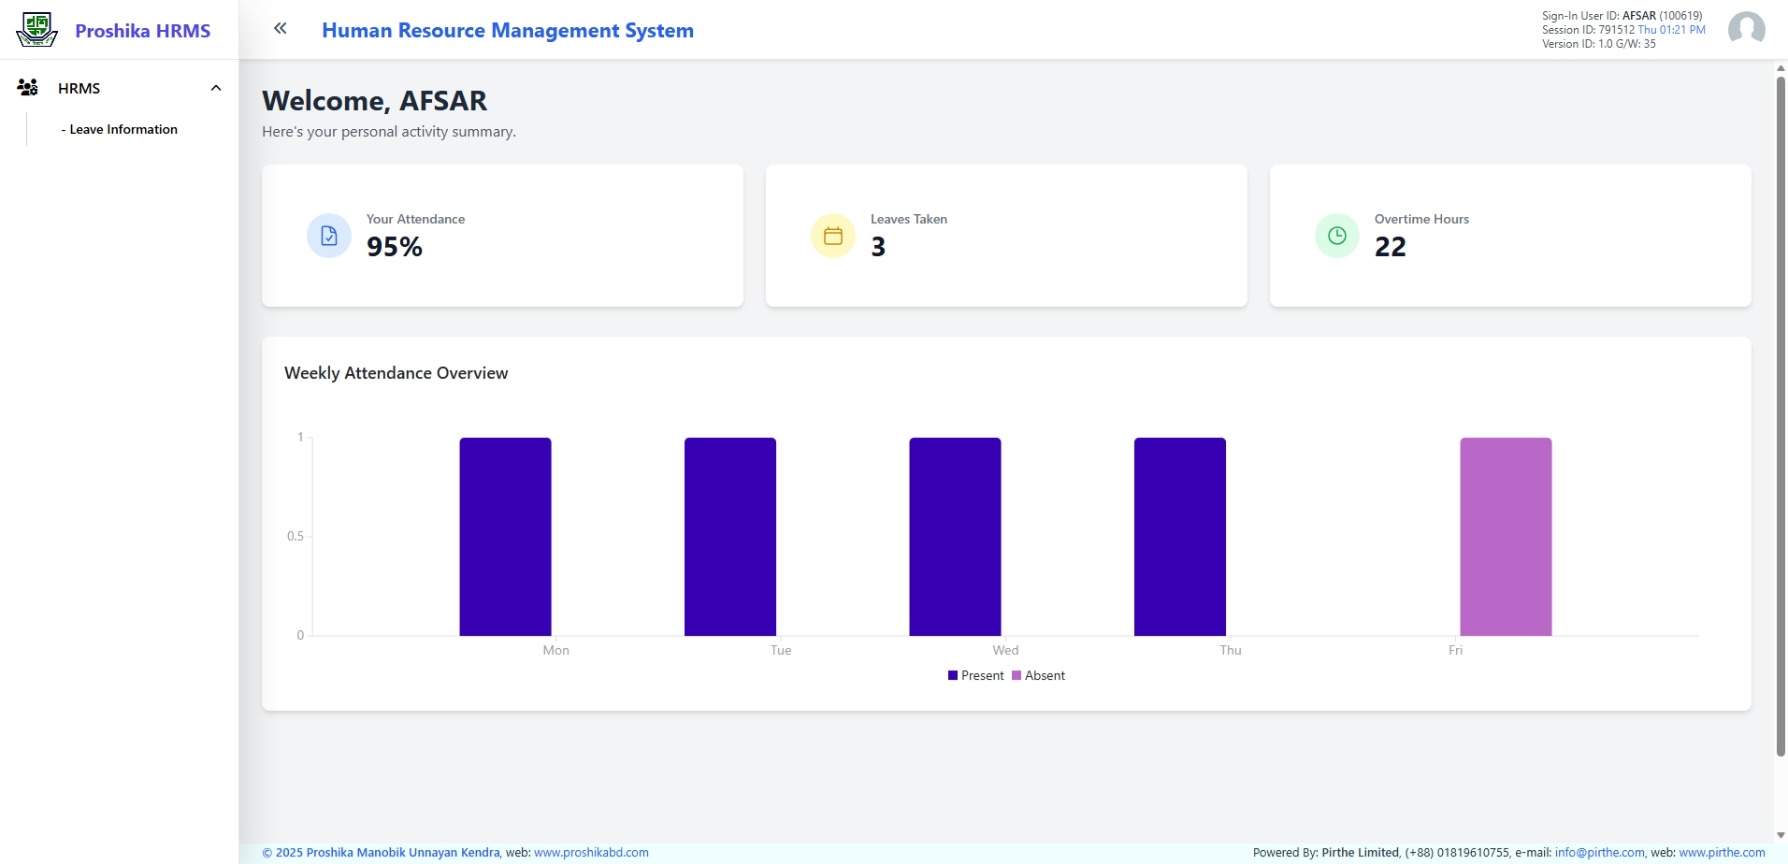 Proshika HRMS
Human Resource Management System
Sign-In User ID: AFSAR (100619)
Session ID: 791512 Thu 01:21 PM
Version ID: 1.0 G/W: 35
HRMS
- Leave Information
Welcome, AFSAR
Here's your personal activity summary.
Your Attendance
95%
Leaves Taken
3
Overtime Hours
22
Weekly Attendance Overview
1
0.5
0
Mon Tue Wed Thu Fri
Present Absent
© 2025 Proshika Manobik Unnayan Kendra, web: www.proshikabd.com
Powered By: Pirthe Limited, (+88) 01819610755, e-mail: info@pirthe.com, web: www.pirthe.com